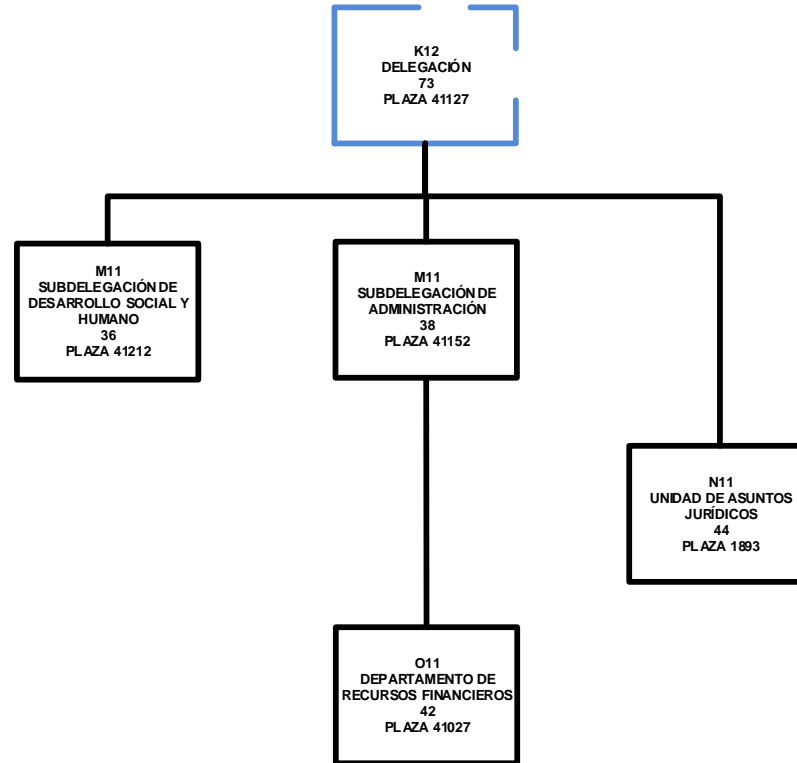 K12
DELEGACIÓN
73
PLAZA 41127
M11
SUBDELEGACIÓN DE
DESARROLLO SOCIAL Y
HUMANO
36
PLAZA 41212
M11
SUBDELEGACIÓN DE
ADMINISTRACIÓN
38
PLAZA 41152
N11
UNIDAD DE ASUNTOS
JURÍDICOS
44
PLAZA 1893
O11
DEPARTAMENTO DE
RECURSOS FINANCIEROS
42
PLAZA 41027